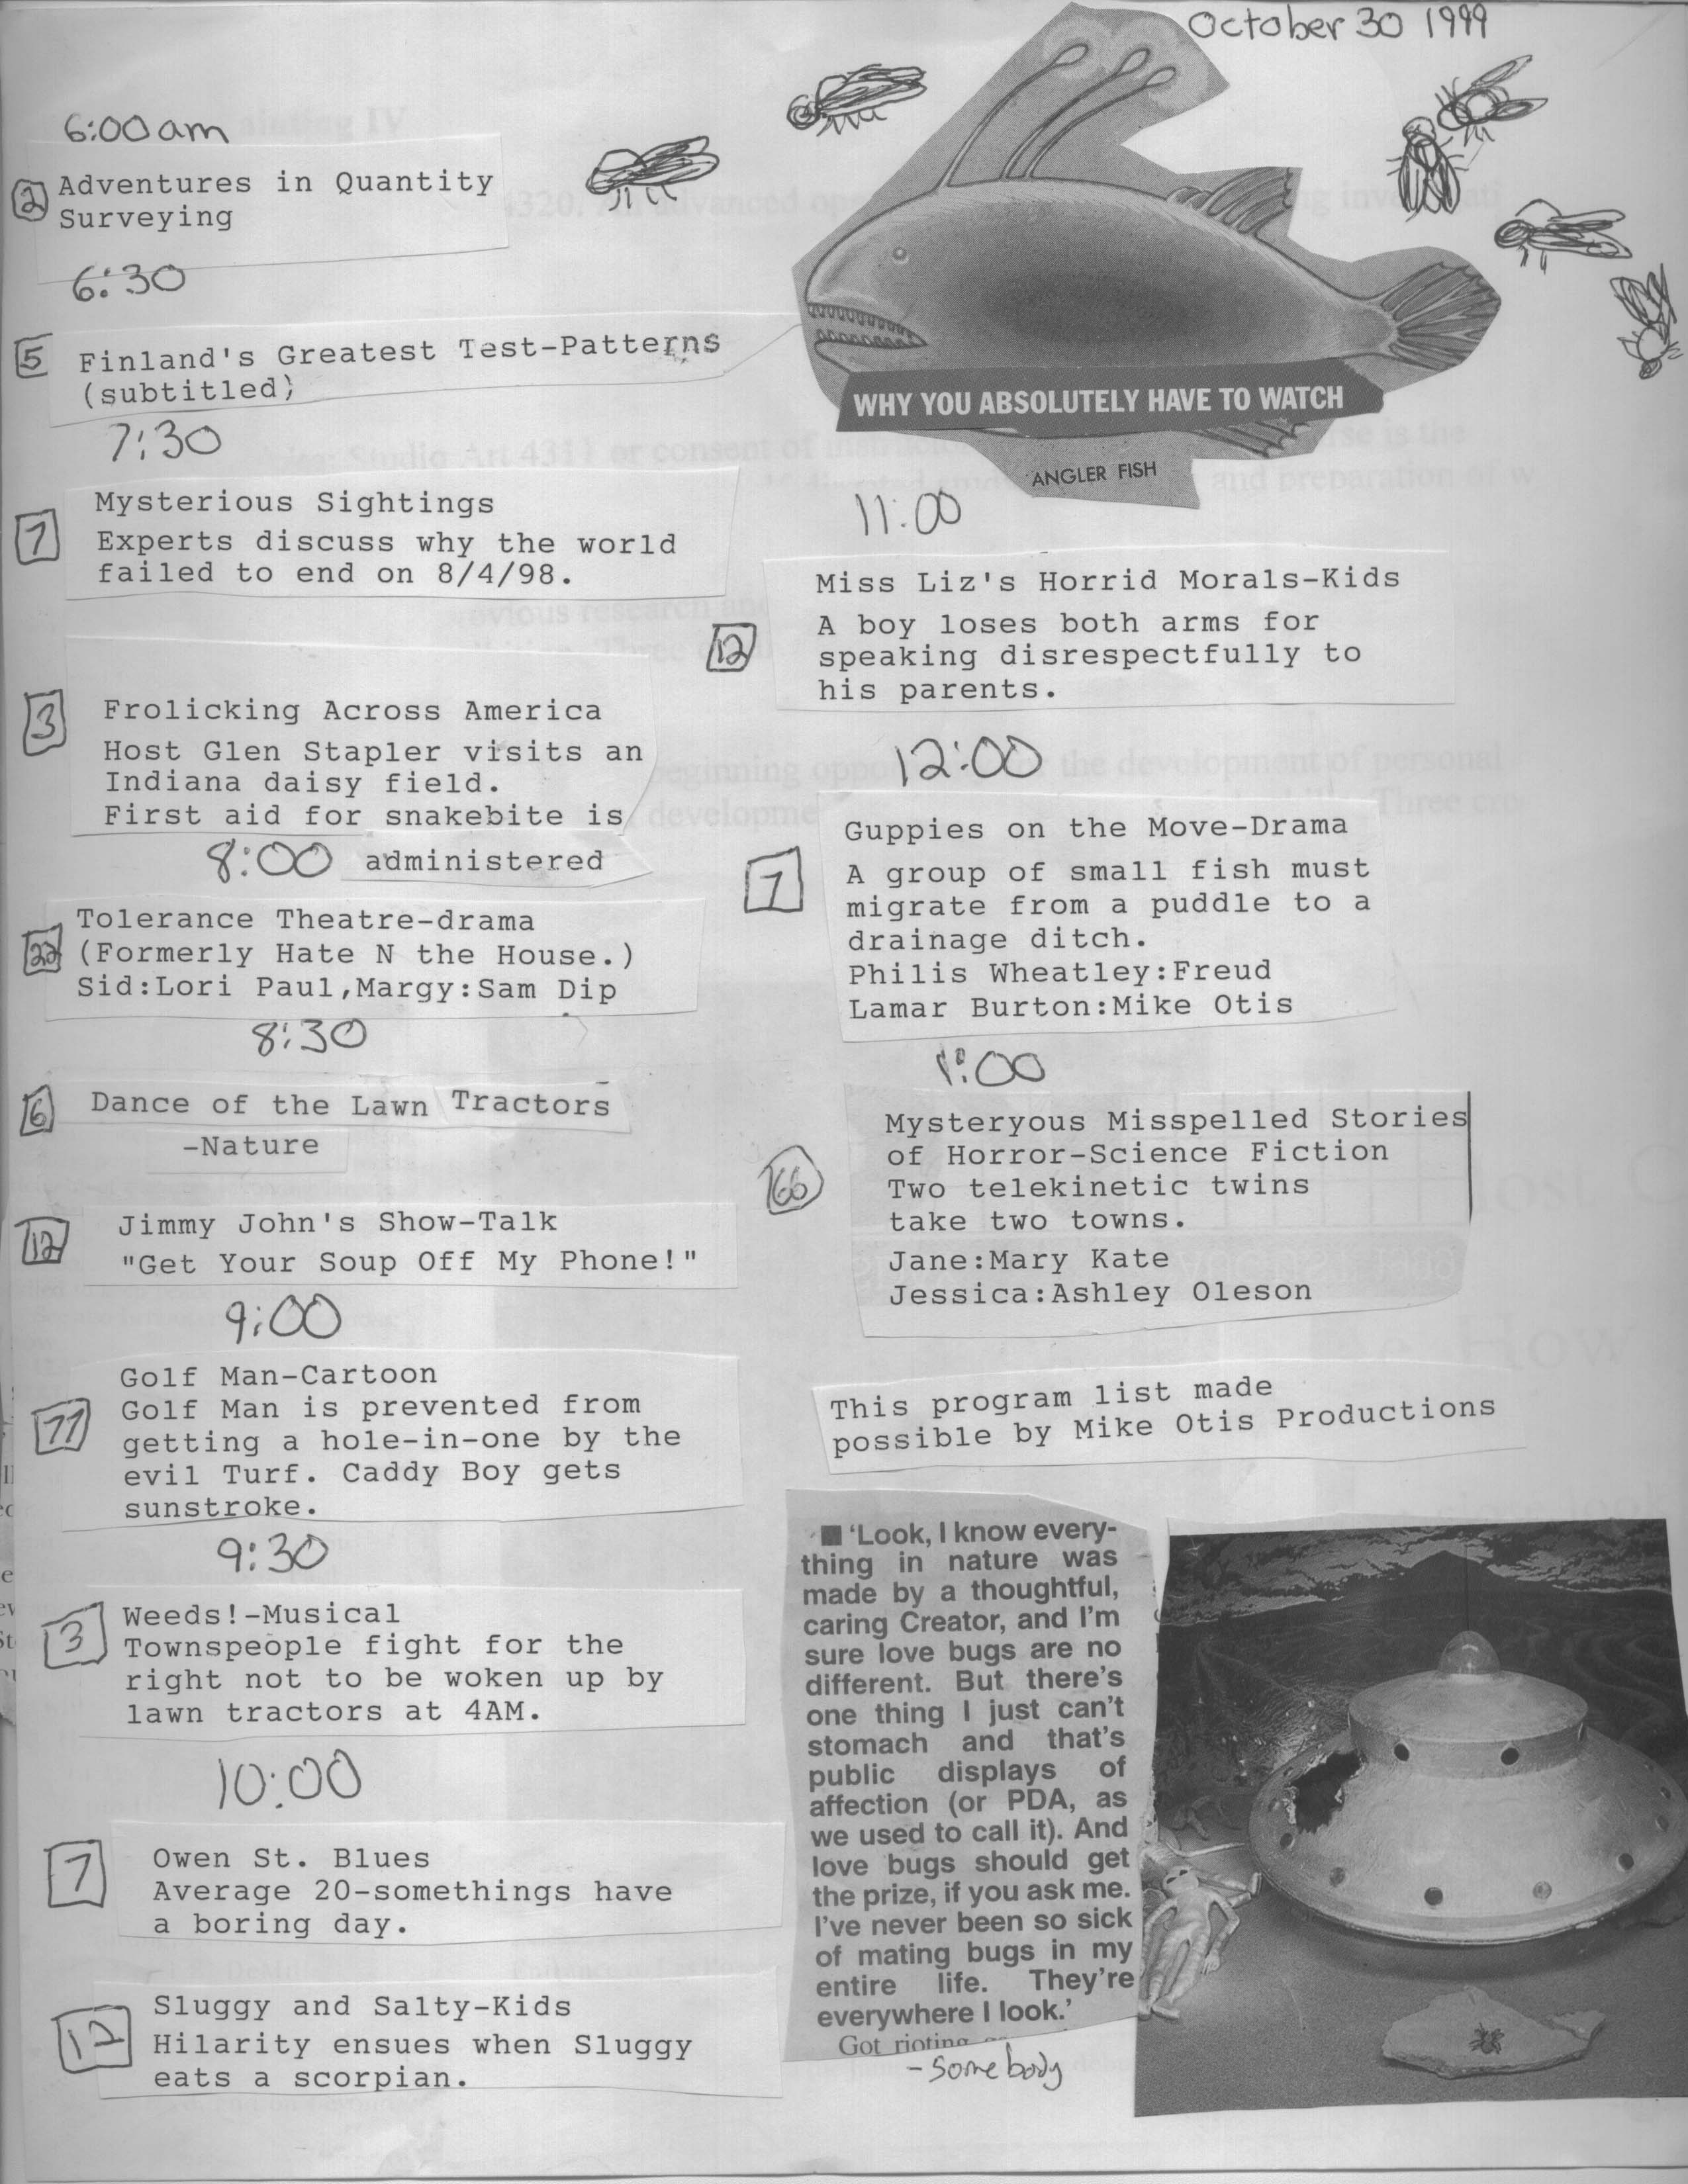 October 30 1999
6:00 am
2
Adventures in Quantity
Surveying
6:30
5
Finland's Greatest Test-Patterns
(subtitled)
7:30
7
Mysterious Sightings
Experts discuss why the world
failed to end on 8/4/98.
3
Frolicking Across America
Host Glen Stapler visits an
Indiana daisy field.
First aid for snakebite is
administered
8:00
22
Tolerance Theatre-drama
(Formerly Hate N the House.)
Sid:Lori Paul,Margy:Sam Dip
8:30
6
Dance of the Lawn Tractors
-Nature
12
Jimmy John's Show-Talk
"Get Your Soup Off My Phone!"
9:00
11
Golf Man-Cartoon
Golf Man is prevented from
getting a hole-in-one by the
evil Turf. Caddy Boy gets
sunstroke.
9:30
3
Weeds!-Musical
Townspeople fight for the
right not to be woken up by
lawn tractors at 4AM.
10:00
7
Owen St. Blues
Average 20-somethings have
a boring day.
12
Sluggy and Salty-Kids
Hilarity ensues when Sluggy
eats a scorpian.
WHY YOU ABSOLUTELY HAVE TO WATCH
ANGLER FISH
11:00
12
Miss Liz's Horrid Morals-Kids
A boy loses both arms for
speaking disrespectfully to
his parents.
12:00
7
Guppies on the Move-Drama
A group of small fish must
migrate from a puddle to a
drainage ditch.
Philis Wheatley:Freud
Lamar Burton:Mike Otis
1:00
66
Mysteryous Misspelled Stories
of Horror-Science Fiction
Two telekinetic twins
take two towns.
Jane:Mary Kate
Jessica:Ashley Oleson
This program list made
possible by Mike Otis Productions
■ 'Look, I know every-
thing in nature was
made by a thoughtful,
caring Creator, and I'm
sure love bugs are no
different. But there's
one thing I just can't
stomach and that's
public displays of
affection (or PDA, as
we used to call it). And
love bugs should get
the prize, if you ask me.
I've never been so sick
of mating bugs in my
entire life. They're
everywhere I look.'
Got rioting
-somebody